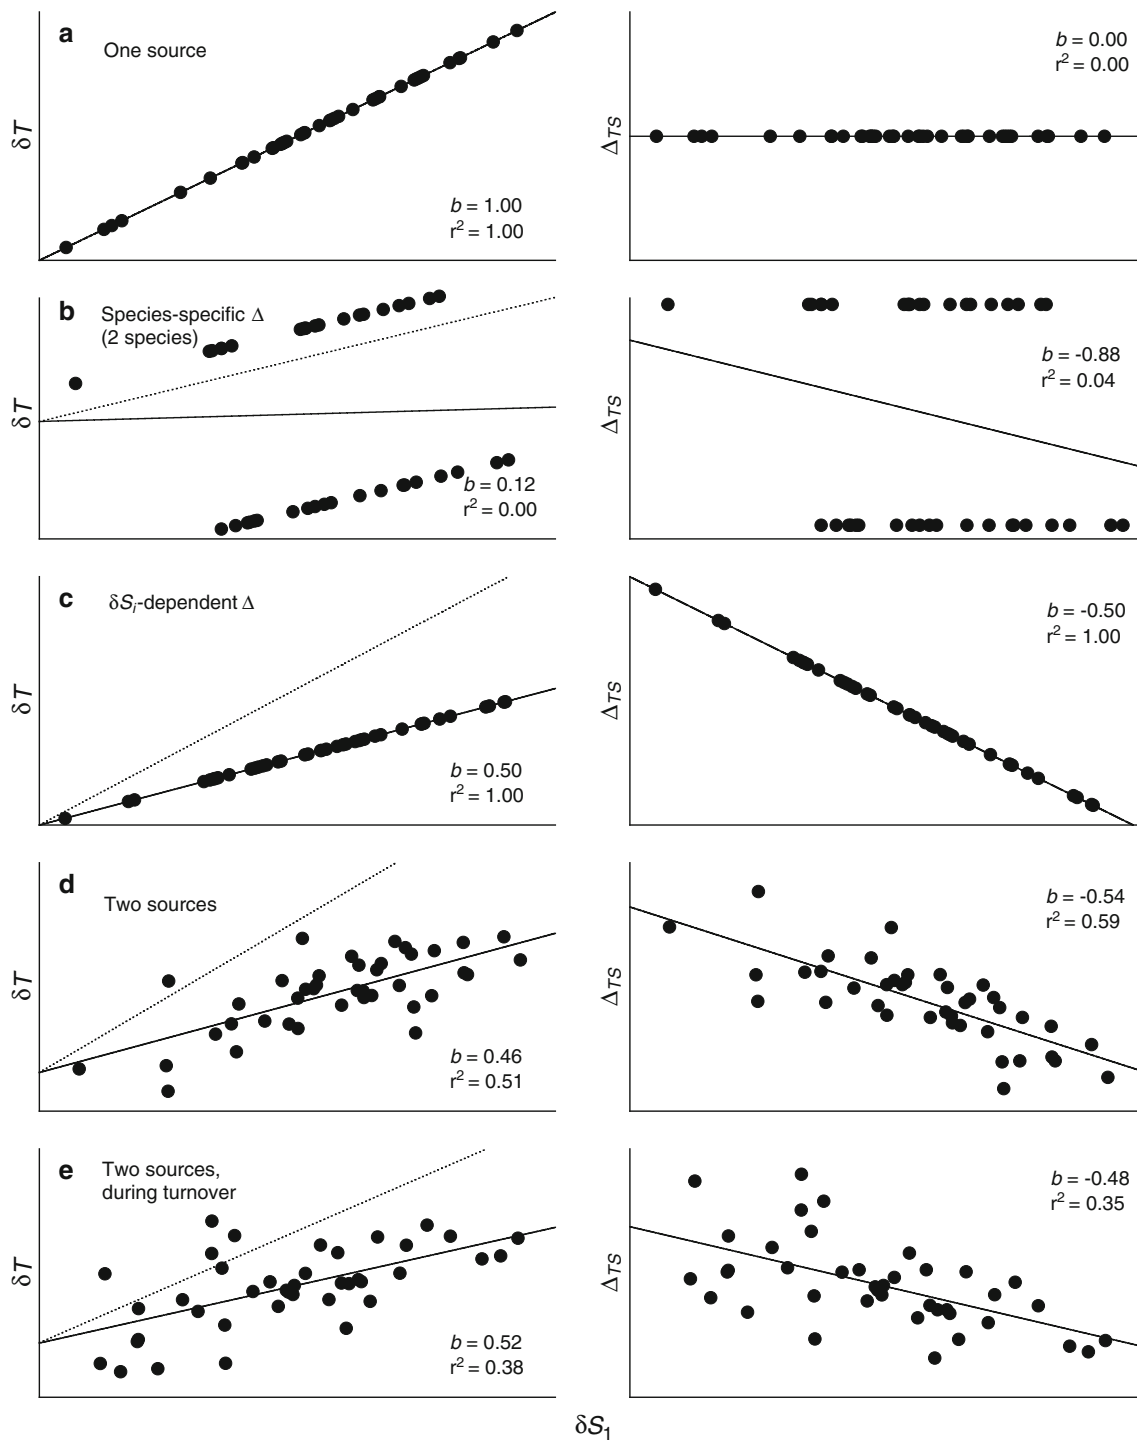 a
One source
δT
b = 1.00
r² = 1.00
Δ_TS
b = 0.00
r² = 0.00
b
Species-specific Δ
(2 species)
δT
b = 0.12
r² = 0.00
Δ_TS
b = -0.88
r² = 0.04
c
δS_i-dependent Δ
δT
b = 0.50
r² = 1.00
Δ_TS
b = -0.50
r² = 1.00
d
Two sources
δT
b = 0.46
r² = 0.51
Δ_TS
b = -0.54
r² = 0.59
e
Two sources,
during turnover
δT
b = 0.52
r² = 0.38
Δ_TS
b = -0.48
r² = 0.35
δS₁